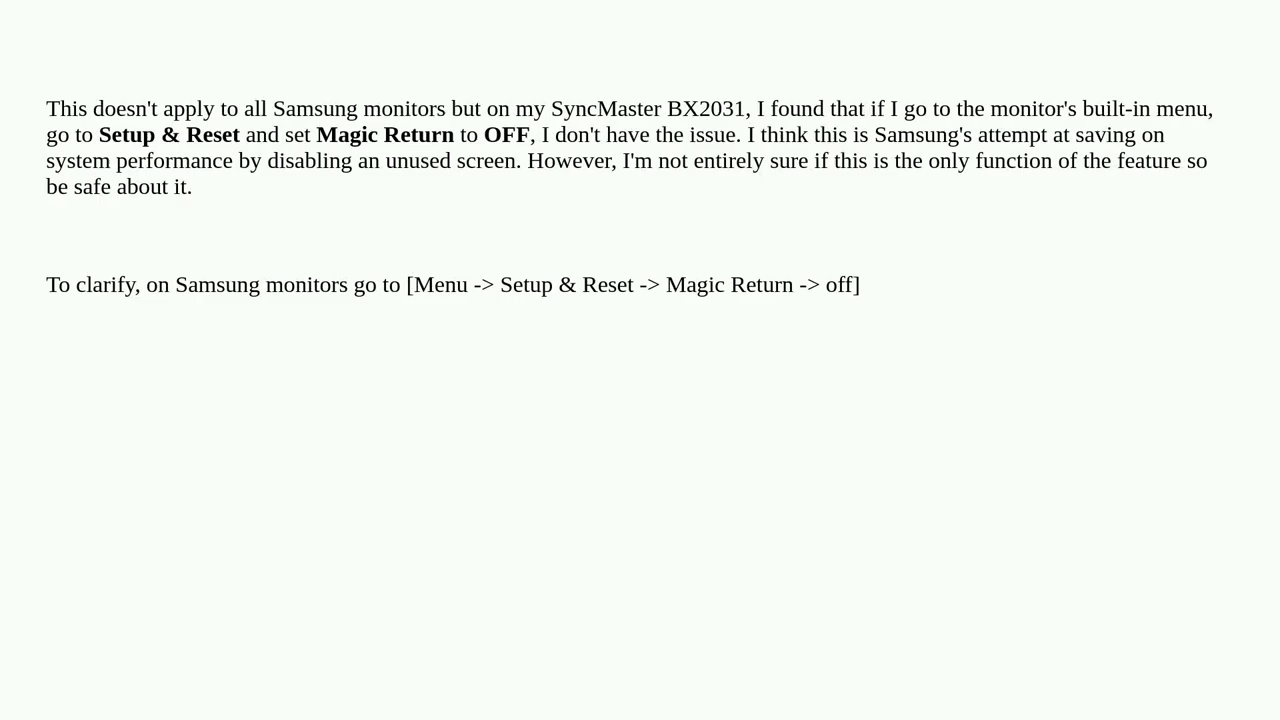 This doesn't apply to all Samsung monitors but on my SyncMaster BX2031, I found that if I go to the monitor's built-in menu,
go to Setup & Reset and set Magic Return to OFF, I don't have the issue. I think this is Samsung's attempt at saving on
system performance by disabling an unused screen. However, I'm not entirely sure if this is the only function of the feature so
be safe about it.
To clarify, on Samsung monitors go to [Menu -> Setup & Reset -> Magic Return -> off]